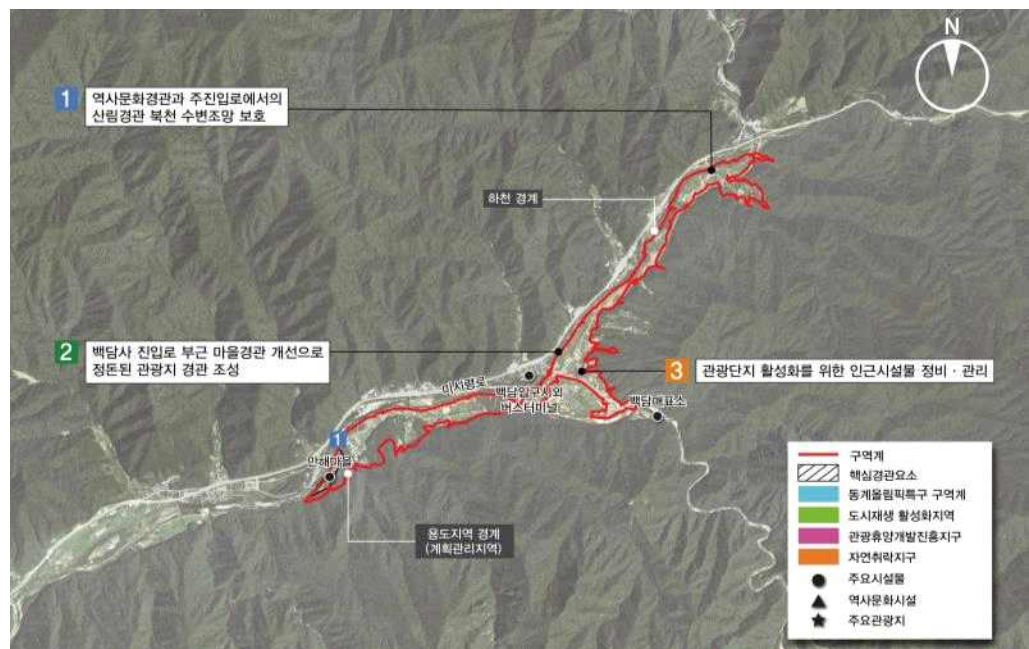 N
1
역사문화경관과 주진입로에서의
산림경관 북천 수변조망 보호
하천 경계
2
백담사 진입로 부근 마을경관 개선으로
정돈된 관광지 경관 조성
3
관광단지 활성화를 위한 인근시설물 정비 · 관리
미시령로
백담입구시외
버스터미널
백담매표소
1
만해마을
용도지역 경계
(계획관리지역)
구역계
핵심경관요소
동계올림픽특구 구역계
도시재생 활성화지역
관광휴양개발진흥지구
자연취락지구
주요시설물
역사문화시설
주요관광지